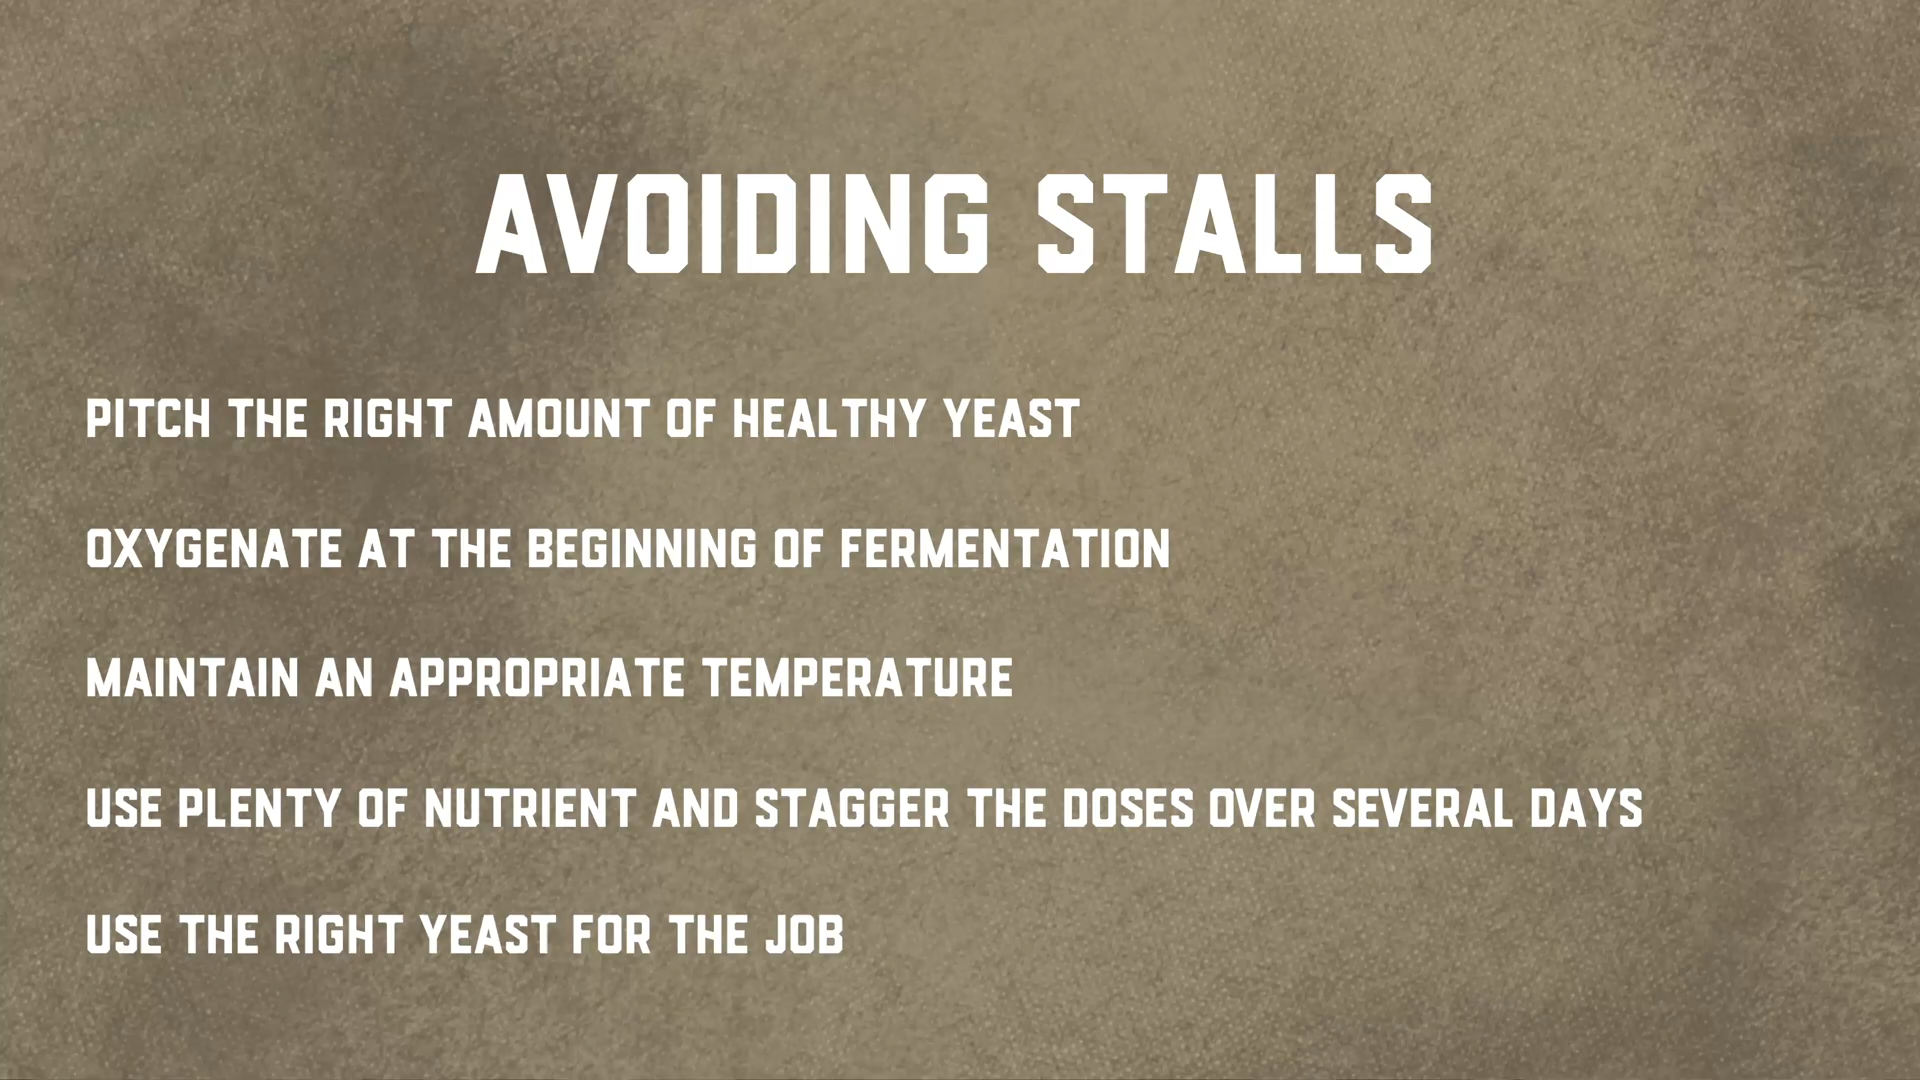 AVOIDING STALLS
PITCH THE RIGHT AMOUNT OF HEALTHY YEAST
OXYGENATE AT THE BEGINNING OF FERMENTATION
MAINTAIN AN APPROPRIATE TEMPERATURE
USE PLENTY OF NUTRIENT AND STAGGER THE DOSES OVER SEVERAL DAYS
USE THE RIGHT YEAST FOR THE JOB